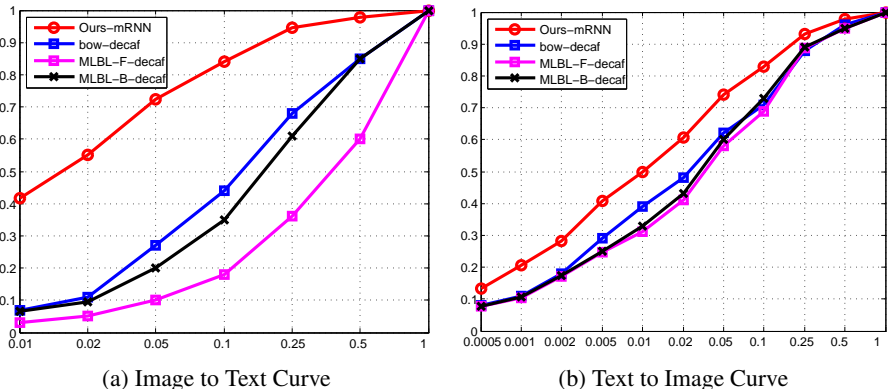 1
0.9
0.8
0.7
0.6
0.5
0.4
0.3
0.2
0.1
0
0.01 0.02 0.05 0.1 0.25 0.5 1
Ours−mRNN
bow−decaf
MLBL−F−decaf
MLBL−B−decaf
(a) Image to Text Curve
1
0.9
0.8
0.7
0.6
0.5
0.4
0.3
0.2
0.1
0
0.0005 0.001 0.002 0.005 0.01 0.02 0.05 0.1 0.25 0.5 1
Ours−mRNN
bow−decaf
MLBL−F−decaf
MLBL−B−decaf
(b) Text to Image Curve